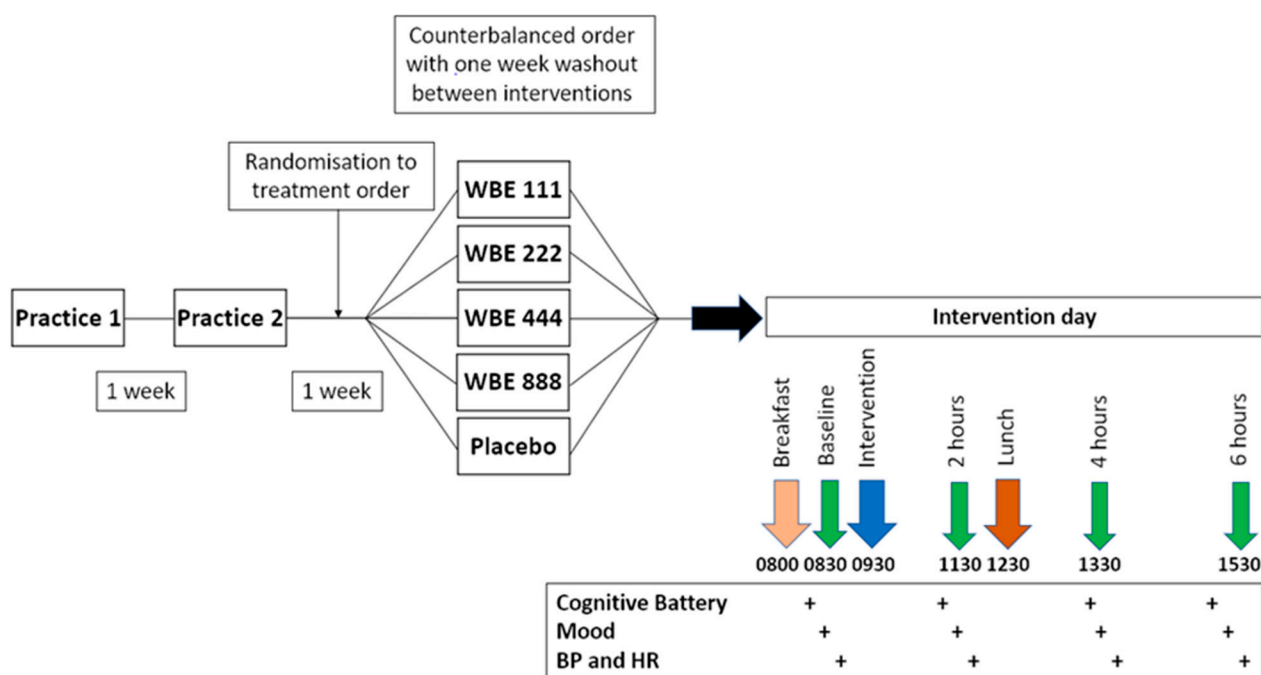 Counterbalanced order
with one week washout
between interventions
Randomisation to
treatment order
Practice 1
1 week
Practice 2
1 week
WBE 111
WBE 222
WBE 444
WBE 888
Placebo
Intervention day
Breakfast
Baseline
Intervention
2 hours
Lunch
4 hours
6 hours
0800 0830 0930 1130 1230 1330 1530
Cognitive Battery + + + +
Mood + + + +
BP and HR + + + +